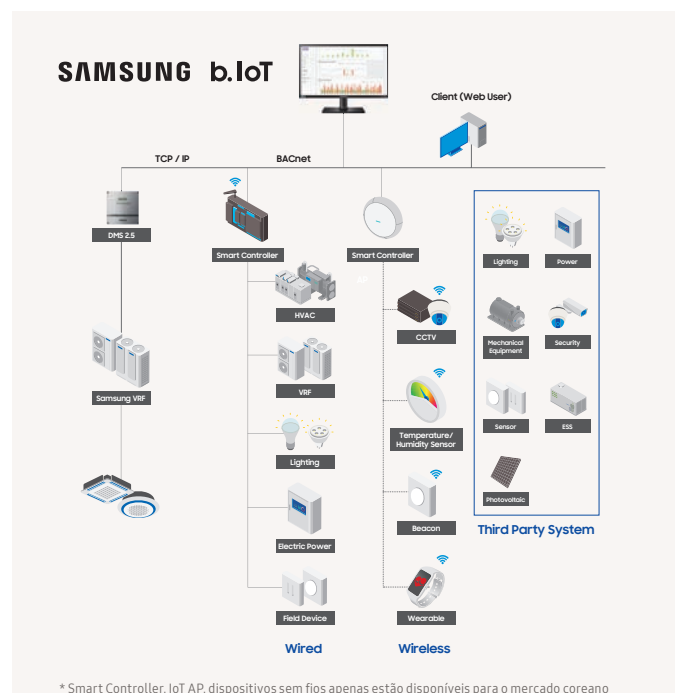 SAMSUNG b.IoT
Client (Web User)
TCP / IP
BACnet
DMS 2.5
Samsung VRF
Smart Controller
HVAC
VRF
Lighting
Electric Power
Field Device
Wired
Smart Controller
CCTV
Temperature/
Humidity Sensor
Beacon
Wearable
Wireless
Lighting
Power
Mechanical
Equipment
Security
Sensor
ESS
Photovoltaic
Third Party System
* Smart Controller, IoT AP, dispositivos sem fios apenas estão disponíveis para o mercado coreano